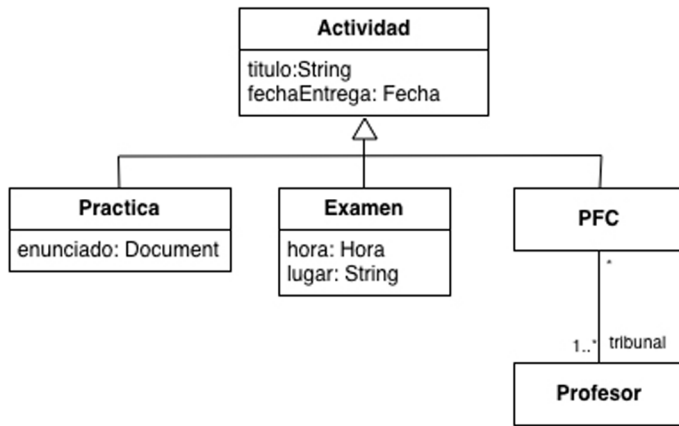 Actividad
titulo:String
fechaEntrega: Fecha
Practica
enunciado: Document
Examen
hora: Hora
lugar: String
PFC
*
1..* tribunal
Profesor